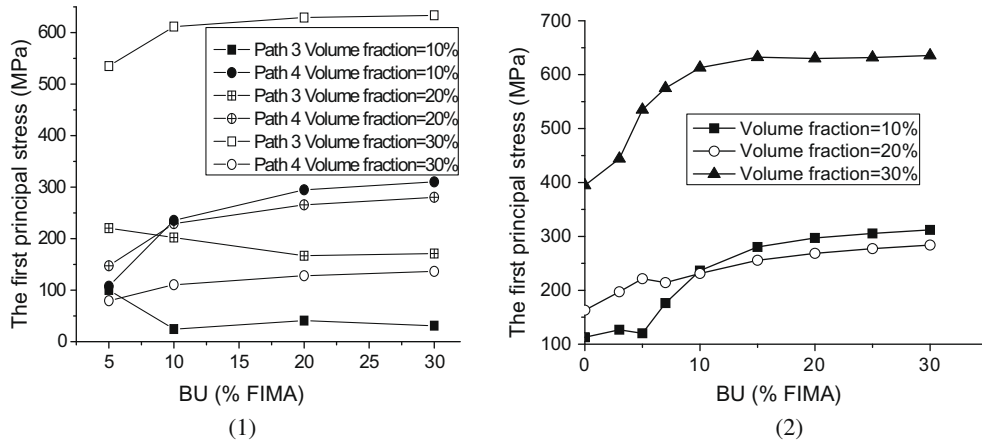 The first principal stress (MPa)
600
500
400
300
200
100
0
Path 3 Volume fraction=10%
Path 4 Volume fraction=10%
Path 3 Volume fraction=20%
Path 4 Volume fraction=20%
Path 3 Volume fraction=30%
Path 4 Volume fraction=30%
5 10 15 20 25 30
BU (% FIMA)
(1)
The first principal stress (MPa)
700
600
500
400
300
200
100
Volume fraction=10%
Volume fraction=20%
Volume fraction=30%
0 10 20 30
BU (% FIMA)
(2)